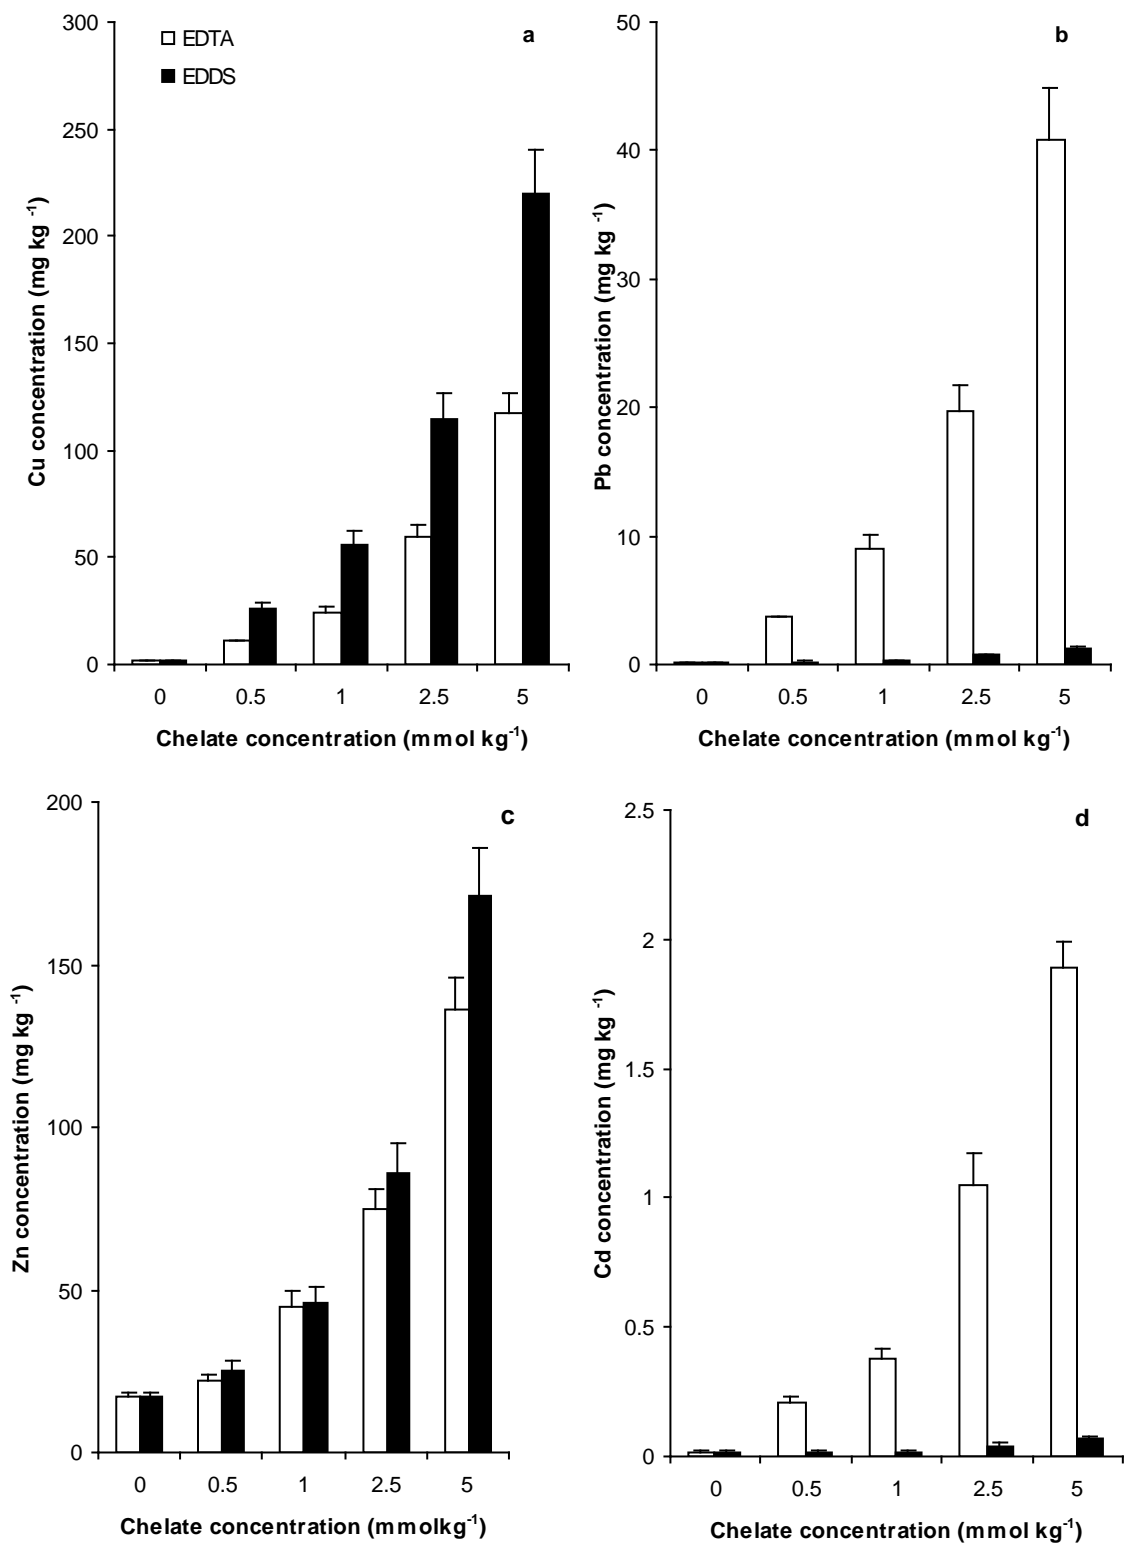 300
250
200
150
100
50
0
Cu concentration (mg kg -1)
EDTA
EDDS
a
0 0.5 1 2.5 5
Chelate concentration (mmol kg-1)
50
40
30
20
10
0
Pb concentration (mg kg -1)
b
0 0.5 1 2.5 5
Chelate concentration (mmol kg-1)
200
150
100
50
0
Zn concentration (mg kg -1)
c
0 0.5 1 2.5 5
Chelate concentration (mmolkg-1)
2.5
2
1.5
1
0.5
0
Cd concentration (mg kg -1)
d
0 0.5 1 2.5 5
Chelate concentration (mmol kg-1)